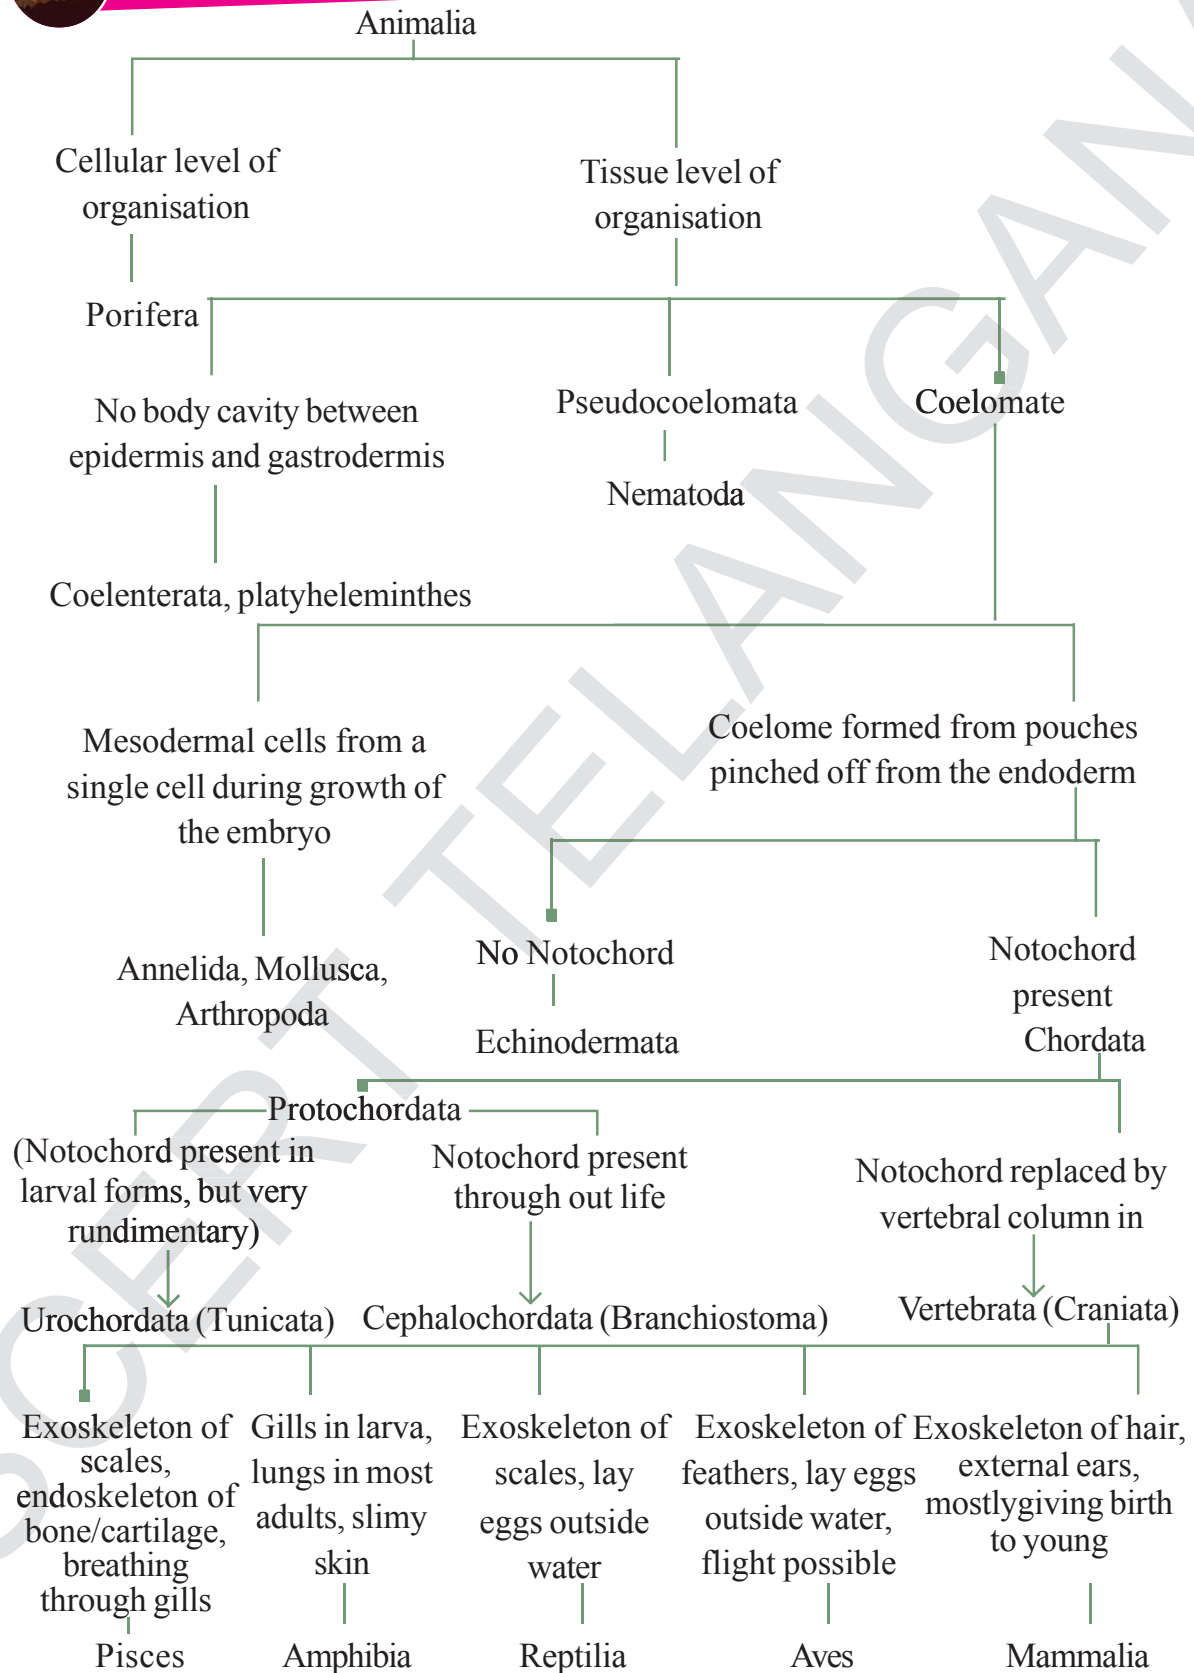 Animalia
Cellular level of
organisation
Tissue level of
organisation
Porifera
No body cavity between
epidermis and gastrodermis
Pseudocoelomata
Coelomate
Nematoda
Coelenterata, platyheleminthes
Mesodermal cells from a
single cell during growth of
the embryo
Coelome formed from pouches
pinched off from the endoderm
Annelida, Mollusca,
Arthropoda
No Notochord
Echinodermata
Notochord
present
Chordata
Protochordata
(Notochord present in
larval forms, but very
rundimentary)
Notochord present
through out life
Notochord replaced by
vertebral column in
Urochordata (Tunicata)
Cephalochordata (Branchiostoma)
Vertebrata (Craniata)
Exoskeleton of
scales,
endoskeleton of
bone/cartilage,
breathing
through gills
Gills in larva,
lungs in most
adults, slimy
skin
Exoskeleton of
scales, lay
eggs outside
water
Exoskeleton of
feathers, lay eggs
outside water,
flight possible
Exoskeleton of hair,
external ears,
mostlygiving birth
to young
Pisces
Amphibia
Reptilia
Aves
Mammalia
SCERT TELANGANA